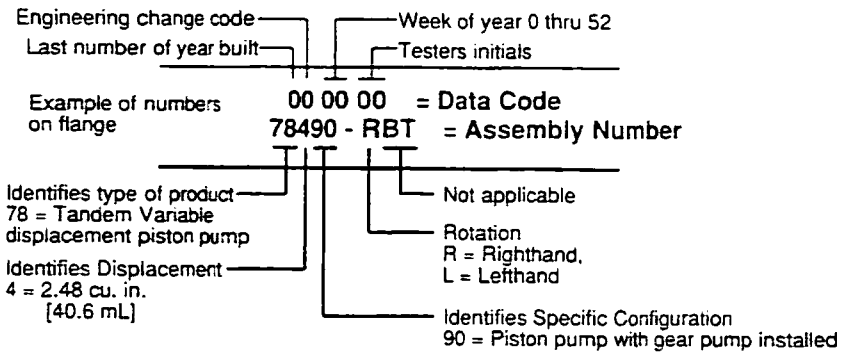 Engineering change code
Week of year 0 thru 52
Last number of year built
Testers initials
Example of numbers
on flange
00 00 00 = Data Code
78490 - RBT = Assembly Number
Identifies type of product
78 = Tandem Variable
displacement piston pump
Not applicable
Rotation
R = Righthand,
L = Lefthand
Identifies Displacement
4 = 2.48 cu. in.
[40.6 mL]
Identifies Specific Configuration
90 = Piston pump with gear pump installed